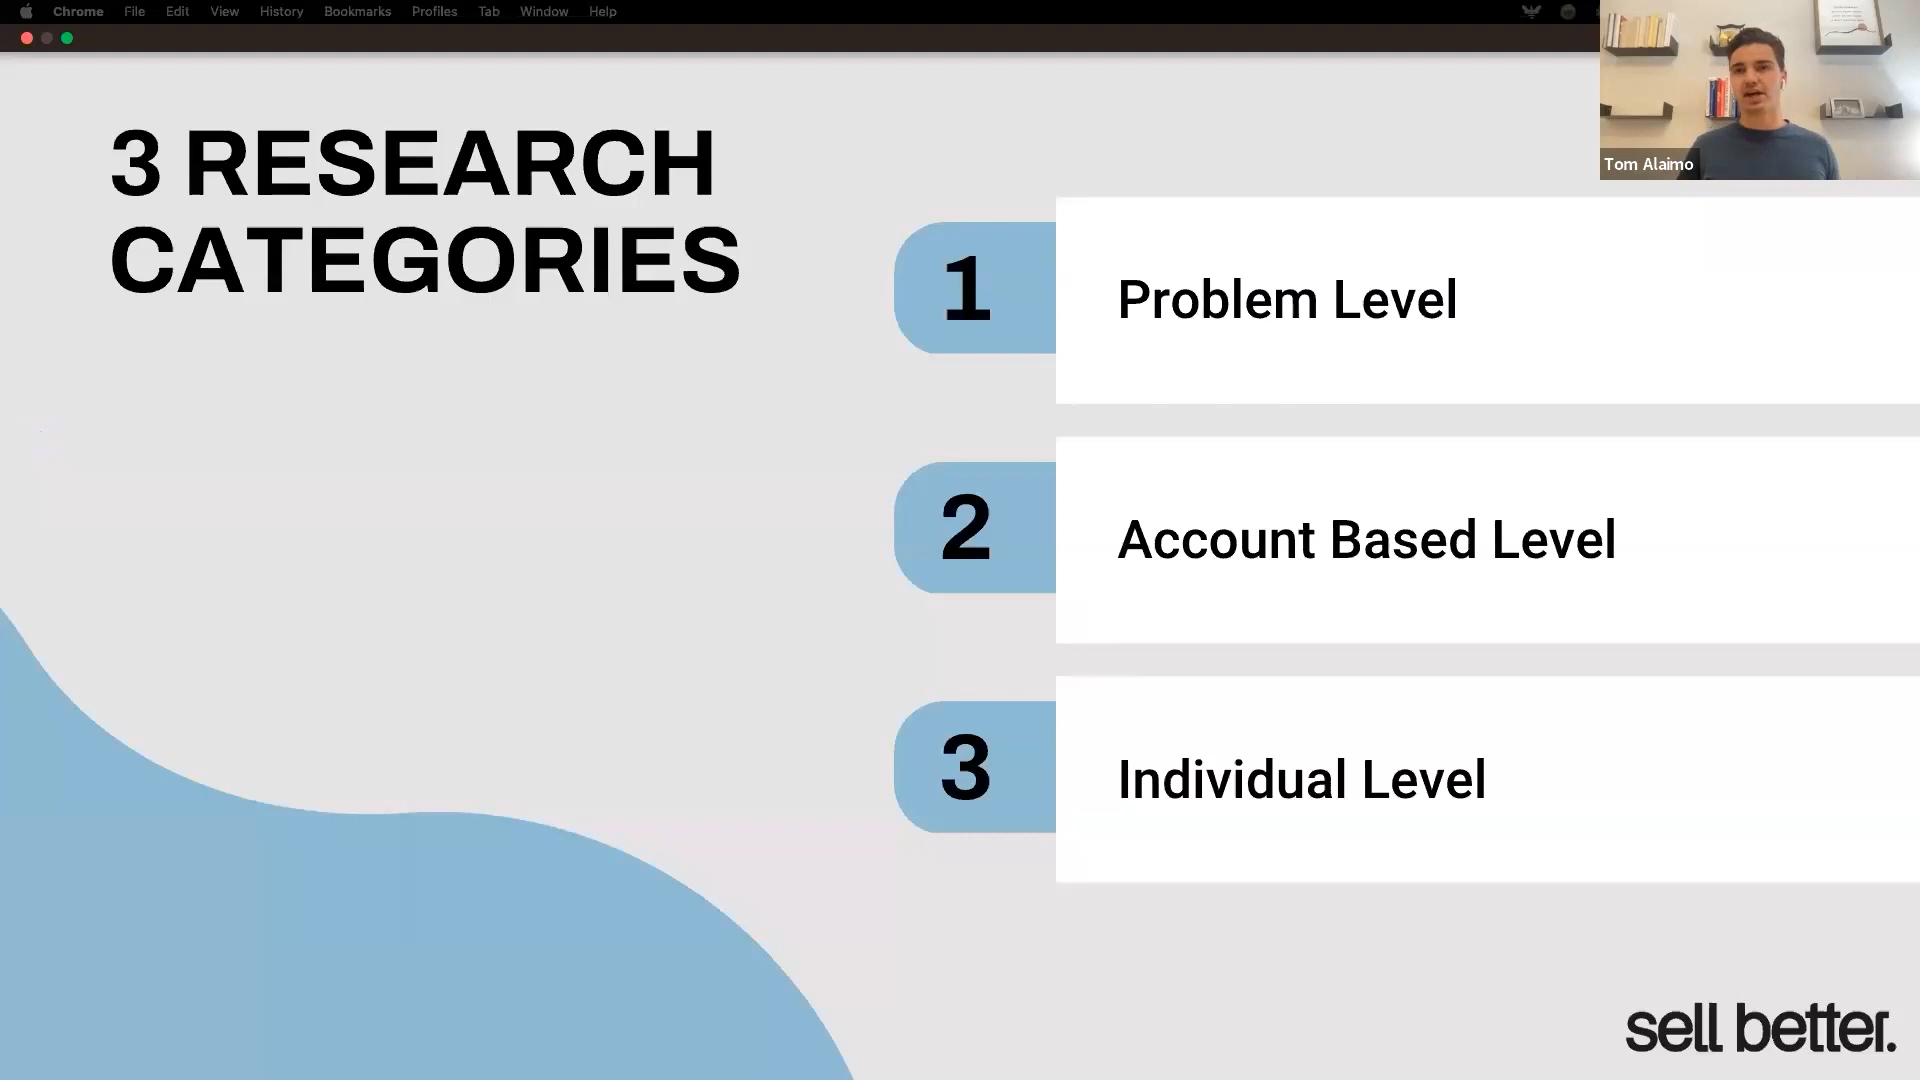 Chrome File Edit View History Bookmarks Profiles Tab Window Help
Tom Alaimo
3 RESEARCH
CATEGORIES
1 Problem Level
2 Account Based Level
3 Individual Level
sell better.